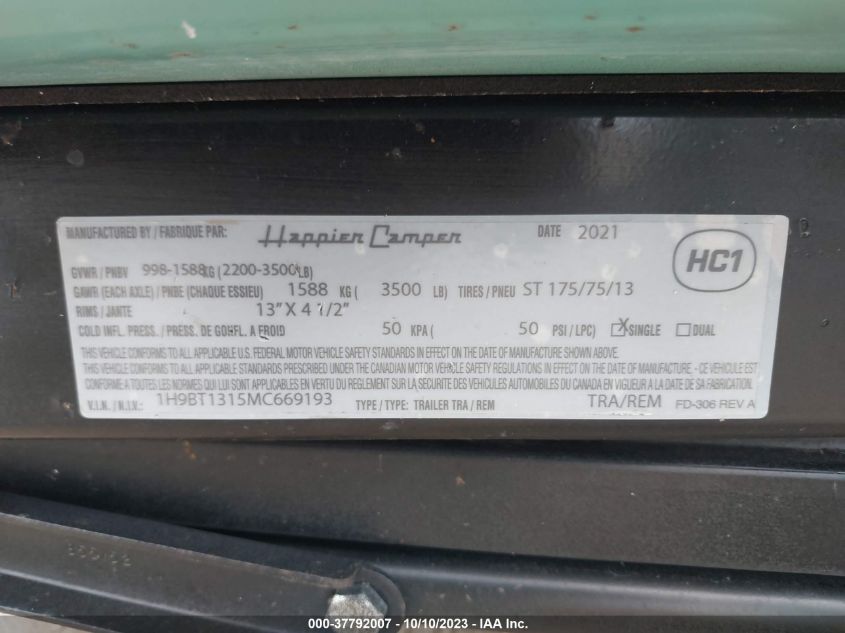 MANUFACTURED BY / FABRIQUE PAR: Happier Camper DATE 2021
HC1
GVWR / PNBV 998-1588KG (2200-3500LB)
GAWR (EACH AXLE) / PNBE (CHAQUE ESSIEU) 1588 KG ( 3500 LB) TIRES / PNEU ST 175/75/13
RIMS / JANTE 13" X 4 1/2"
COLD INFL. PRESS. / PRESS. DE GONFL. A FROID 50 KPA ( 50 PSI / LPC) X SINGLE DUAL
THIS VEHICLE CONFORMS TO ALL APPLICABLE U.S. FEDERAL MOTOR VEHICLE SAFETY STANDARDS IN EFFECT ON THE DATE OF MANUFACTURE SHOWN ABOVE.
THIS VEHICLE CONFORMS TO ALL APPLICABLE STANDARDS PRESCRIBED UNDER THE CANADIAN MOTOR VEHICLE SAFETY REGULATIONS IN EFFECT ON THE DATE OF MANUFACTURE - CE VEHICULE EST
CONFORME A TOUTES LES NORMES QUI LUI SONT APPLICABLES EN VERTU DU REGLEMENT SUR LA SECURITE DES VEHICULES AUTOMOBILES DU CANADA EN VIGUEUR A LA DATE DE SA FABRICATION.
V.I.N. / N.I.V: 1H9BT1315MC669193 TYPE / TYPE: TRAILER TRA / REM TRA/REM FD-306 REV A
000-37792007 - 10/10/2023 - IAA Inc.